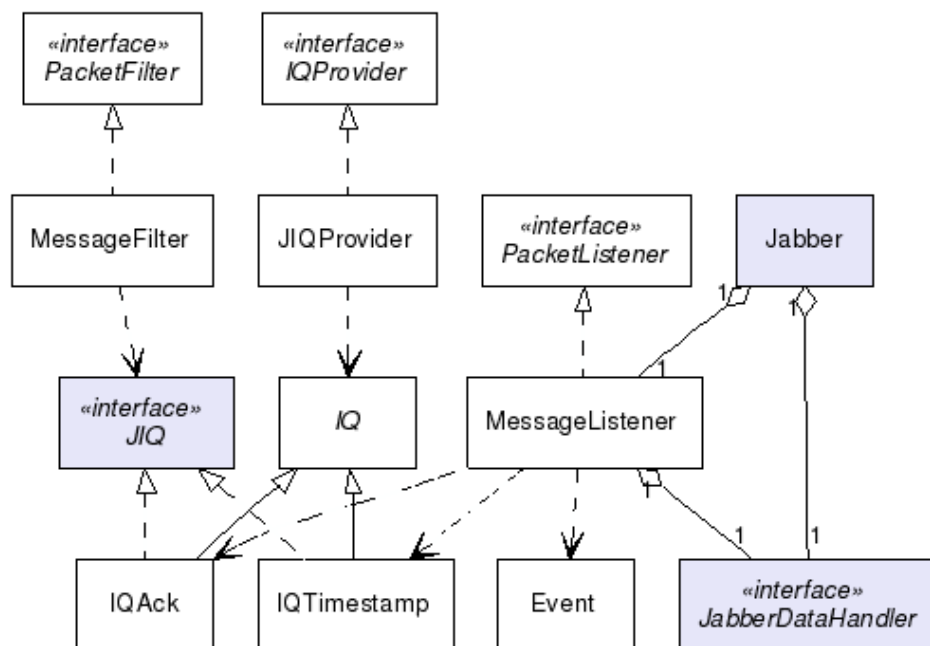 «interface»
PacketFilter
«interface»
IQProvider
MessageFilter
JIQProvider
«interface»
PacketListener
Jabber
1
1
1
«interface»
JIQ
IQ
MessageListener
1
1
1
IQAck
IQTimestamp
Event
«interface»
JabberDataHandler